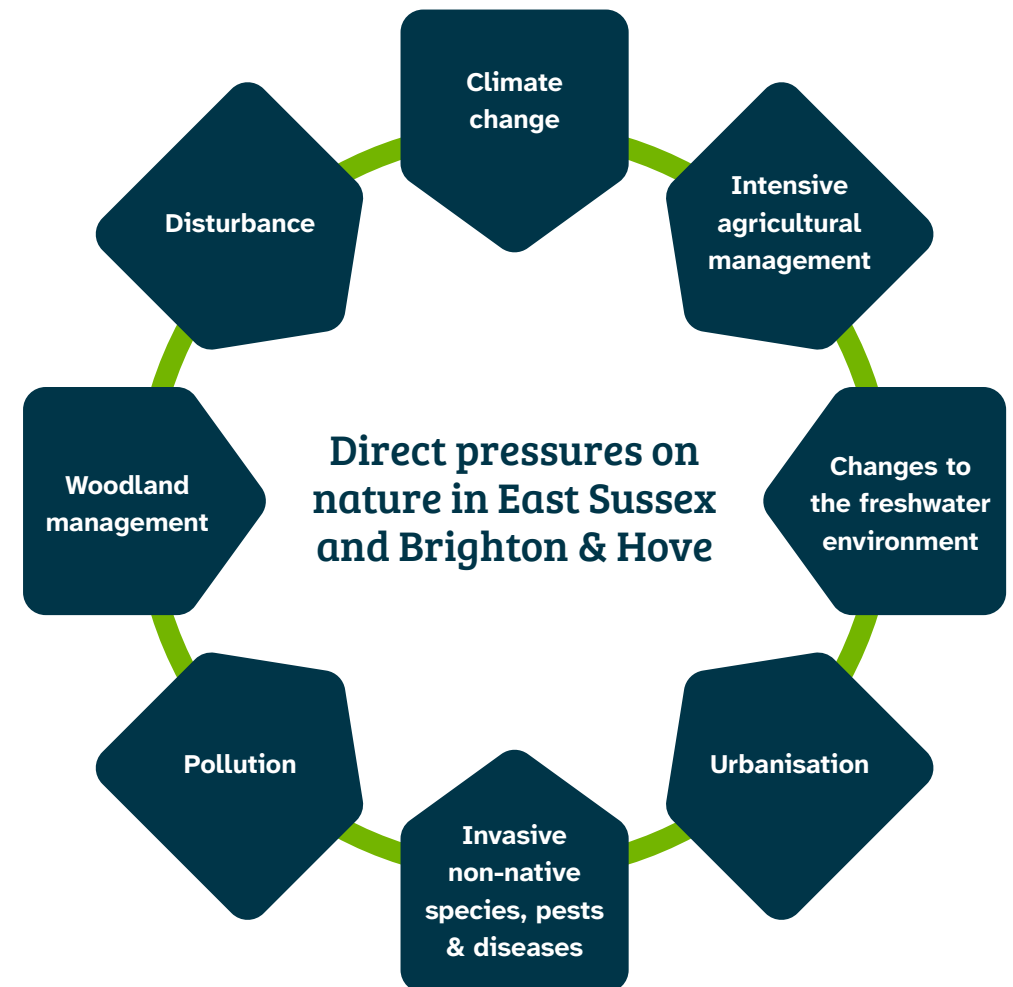 Climate
change
Intensive
agricultural
management
Changes to
the freshwater
environment
Urbanisation
Invasive
non-native
species, pests
& diseases
Pollution
Woodland
management
Disturbance
Direct pressures on
nature in East Sussex
and Brighton & Hove